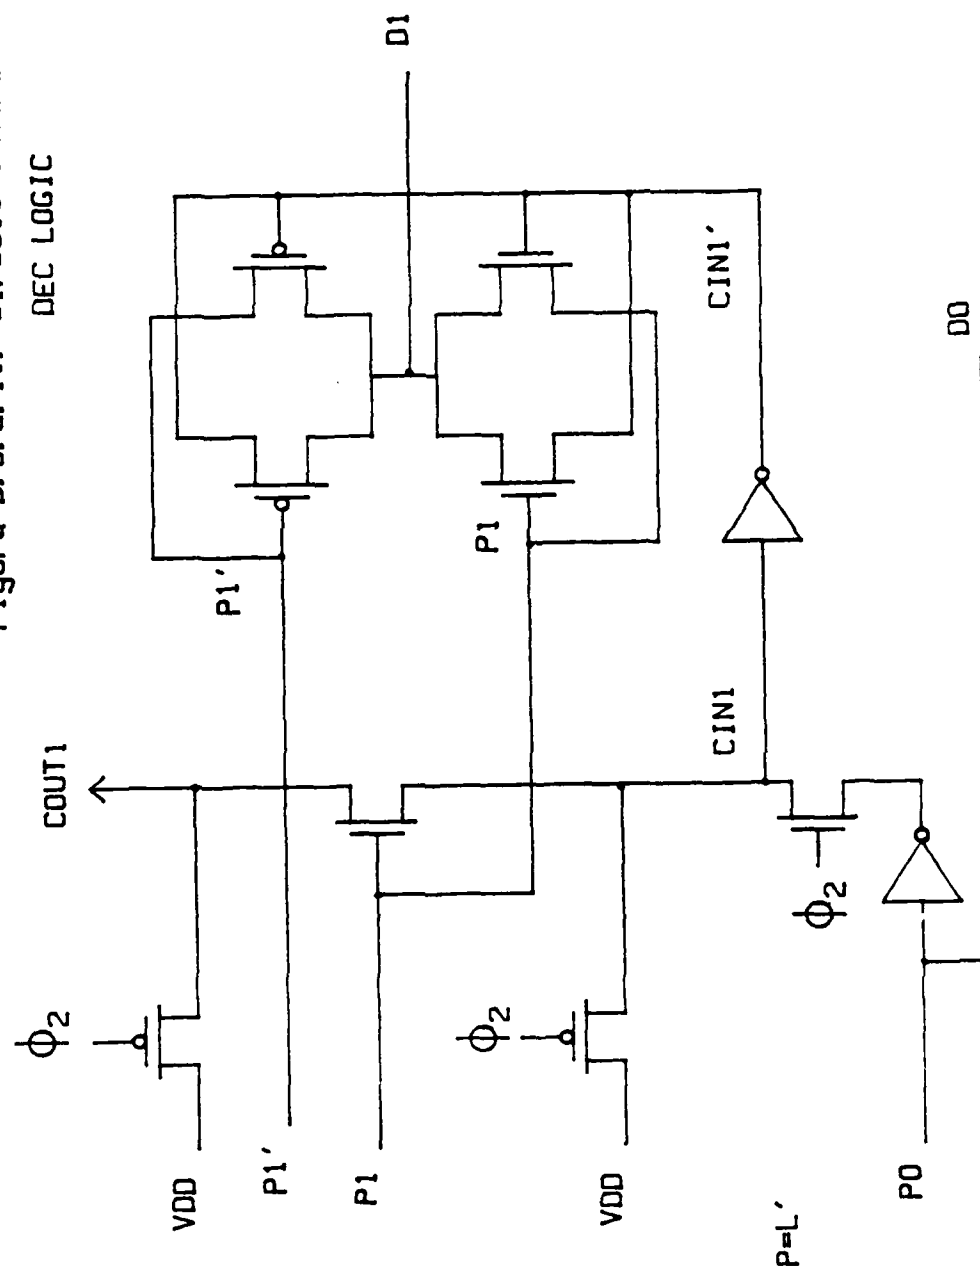 DEC LOGIC
D1
COUT1
P1'
P1
CIN1
CIN1'
D0
ϕ2
VDD
P1'
P1
ϕ2
VDD
ϕ2
P0
P=L'